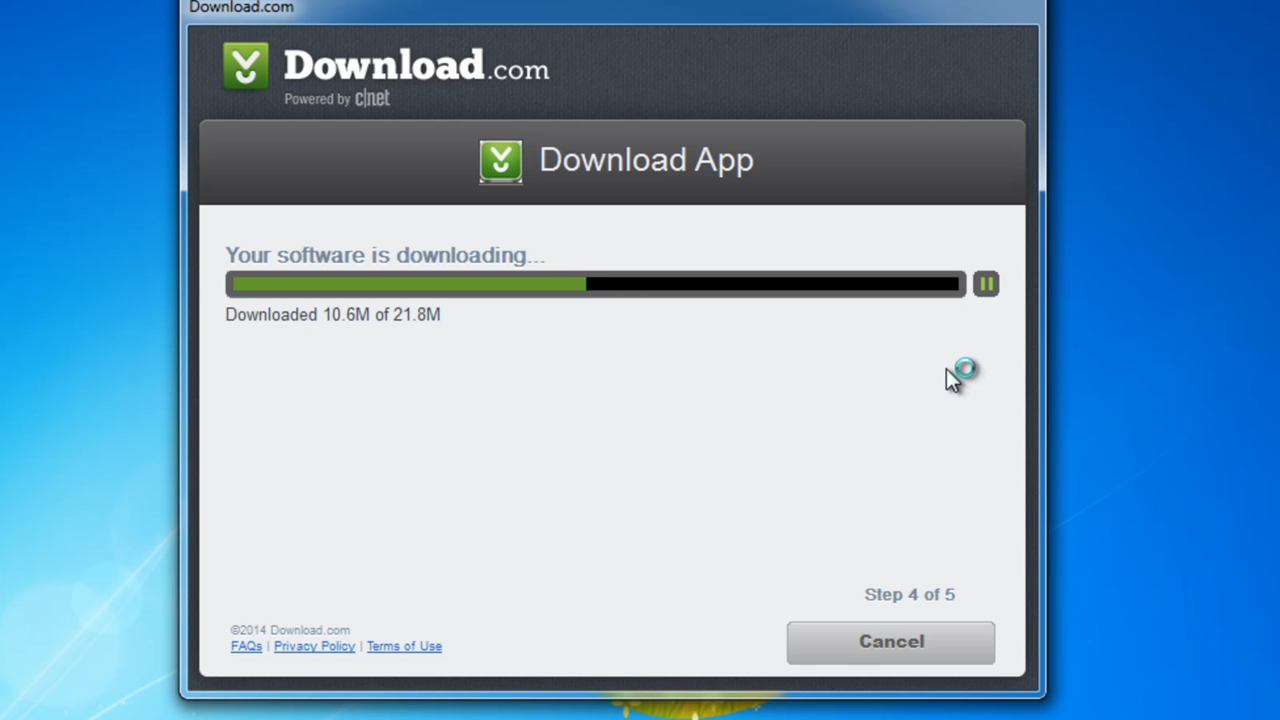 Download.com
Download.com
Powered by c|net
Download App
Your software is downloading...
Downloaded 10.6M of 21.8M
Step 4 of 5
©2014 Download.com
FAQs | Privacy Policy | Terms of Use
Cancel